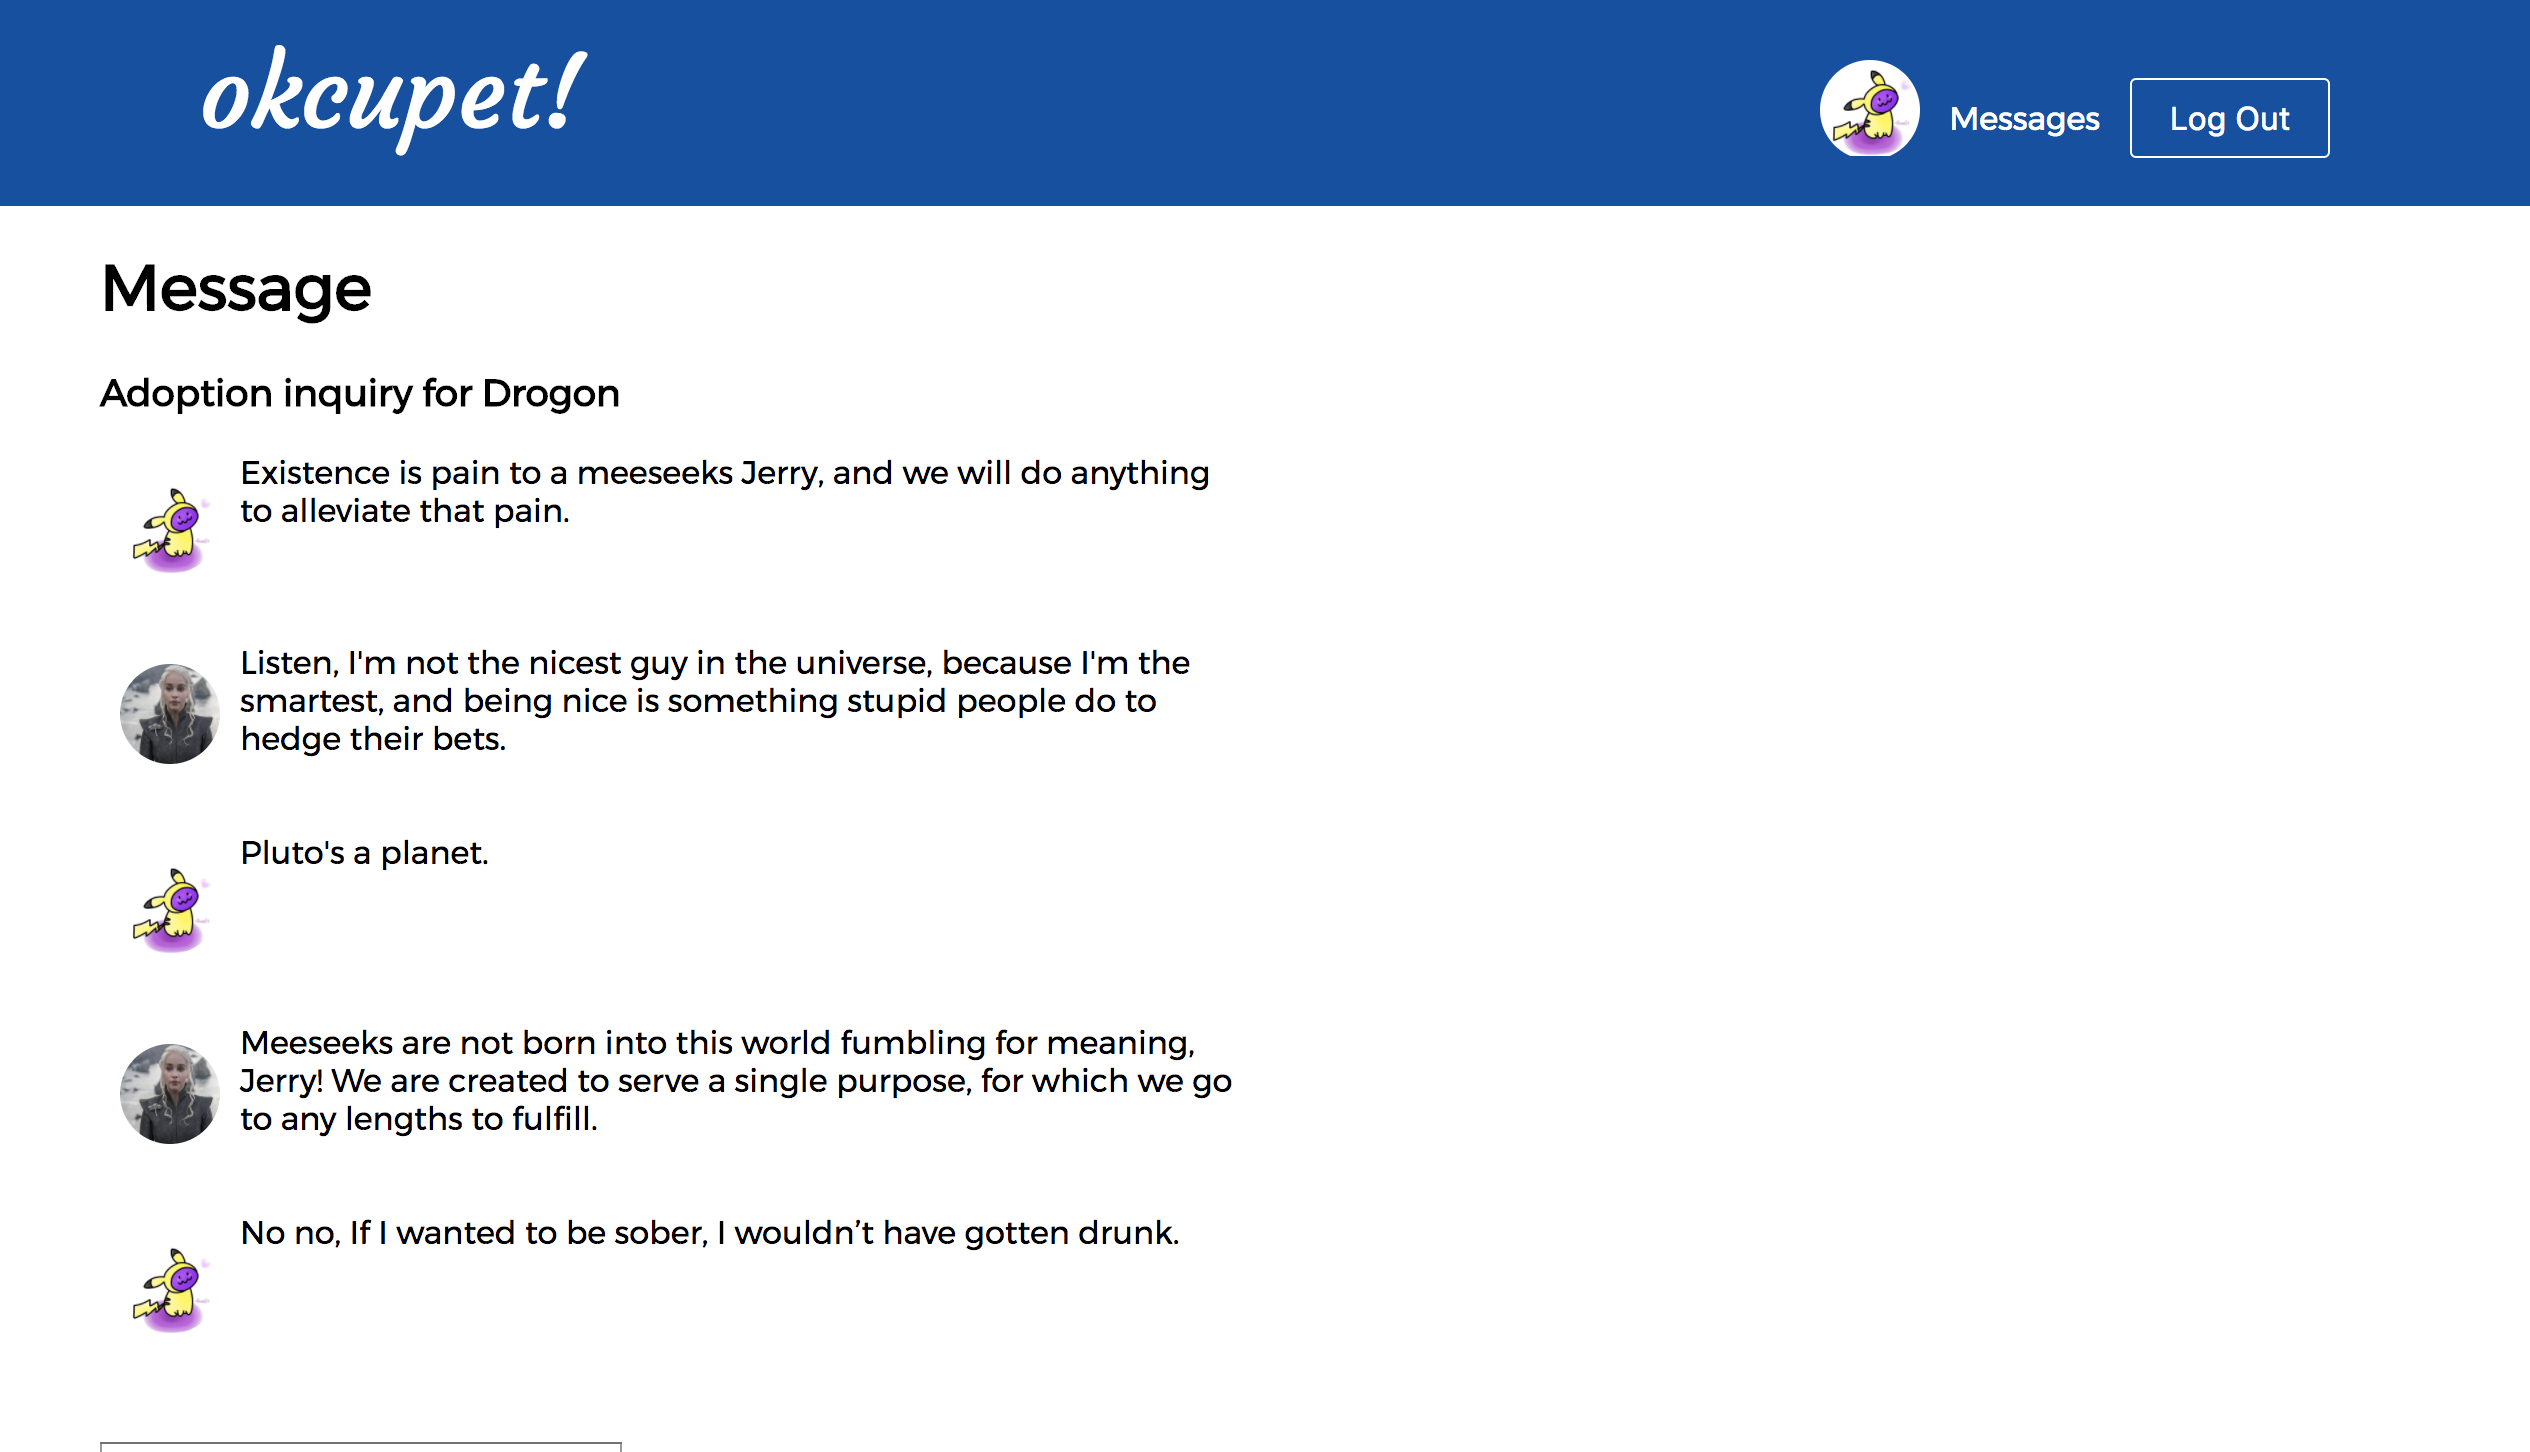 okcupet!
Messages
Log Out
Message
Adoption inquiry for Drogon
Existence is pain to a meeseeks Jerry, and we will do anything
to alleviate that pain.
Listen, I'm not the nicest guy in the universe, because I'm the
smartest, and being nice is something stupid people do to
hedge their bets.
Pluto's a planet.
Meeseeks are not born into this world fumbling for meaning,
Jerry! We are created to serve a single purpose, for which we go
to any lengths to fulfill.
No no, If I wanted to be sober, I wouldn’t have gotten drunk.